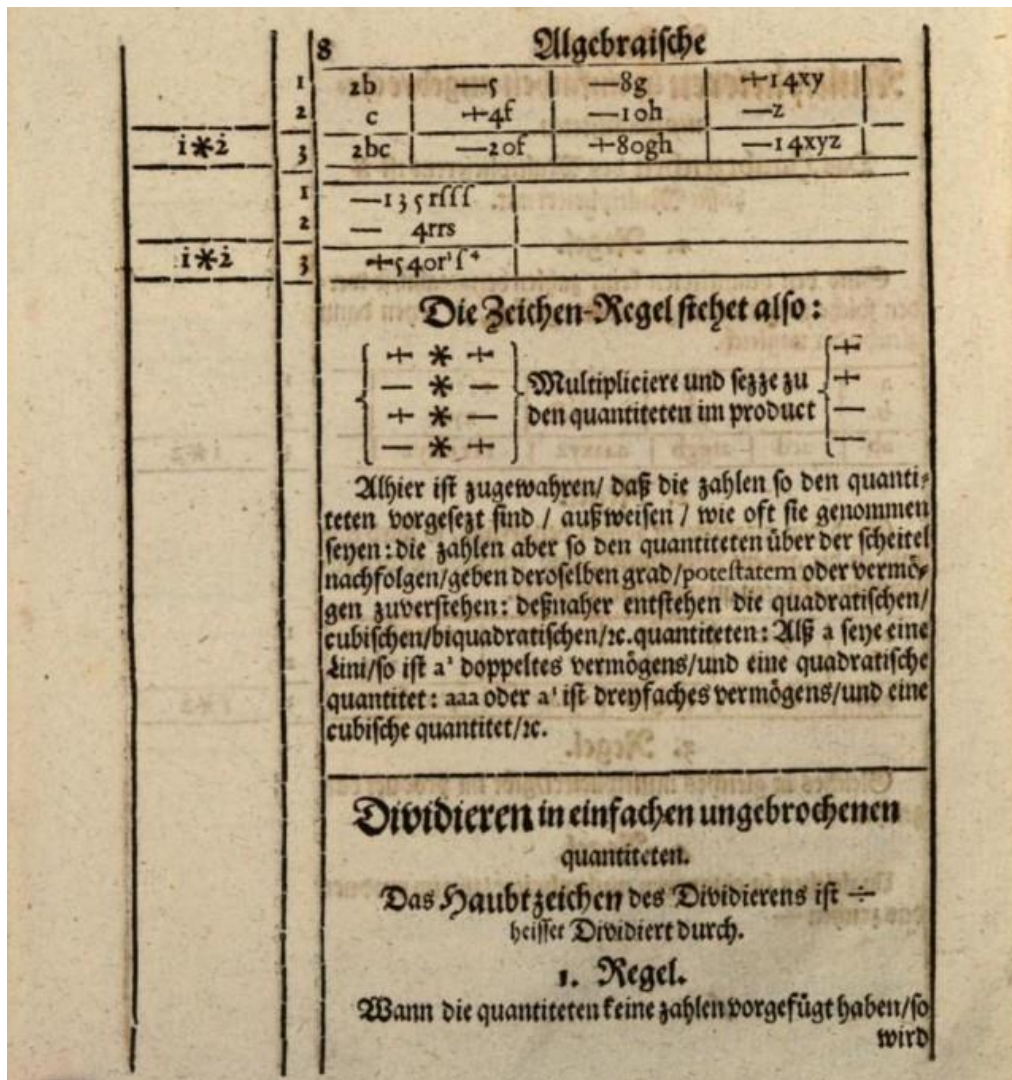 8 Algebraiſche
1 2b —5 —8g +14xy
2 c +4f —10h —z
i*2̇ 3 2bc —20f +80gh —14xyz
1 —135rſſſ
2 — 4rrs
i*2̇ 3 +540r³ſ⁴
Die Zeichen-Regel ſtehet alſo:
+ * + +
— * — Multipliciere und ſezze zu +
+ * — den quantiteten im product —
— * + —
Alhier iſt zugewahren/ daß die zahlen ſo den quanti⸗
teten vorgeſezt ſind / außweiſen / wie oft ſie genommen
ſeyen: die zahlen aber ſo den quantiteten über der ſcheitel
nachfolgen/geben deroſelben grad/poteſtatem oder vermö⸗
gen zuverſtehen: deßnaher entſtehen die quadratiſchen/
cubiſchen/biquadratiſchen/ꝛc. quantiteten: Alß a ſeye eine
Lini/ſo iſt a² doppeltes vermögens/und eine quadratiſche
quantitet: aaa oder a³ iſt dreyfaches vermögens/und eine
cubiſche quantitet/ꝛc.
Dividieren in einfachen ungebrochenen
quantiteten.
Das Haubtzeichen des Dividierens iſt ÷
heiſſet Dividiert durch.
1. Regel.
Wann die quantiteten keine zahlen vorgefügt haben/ſo
wird